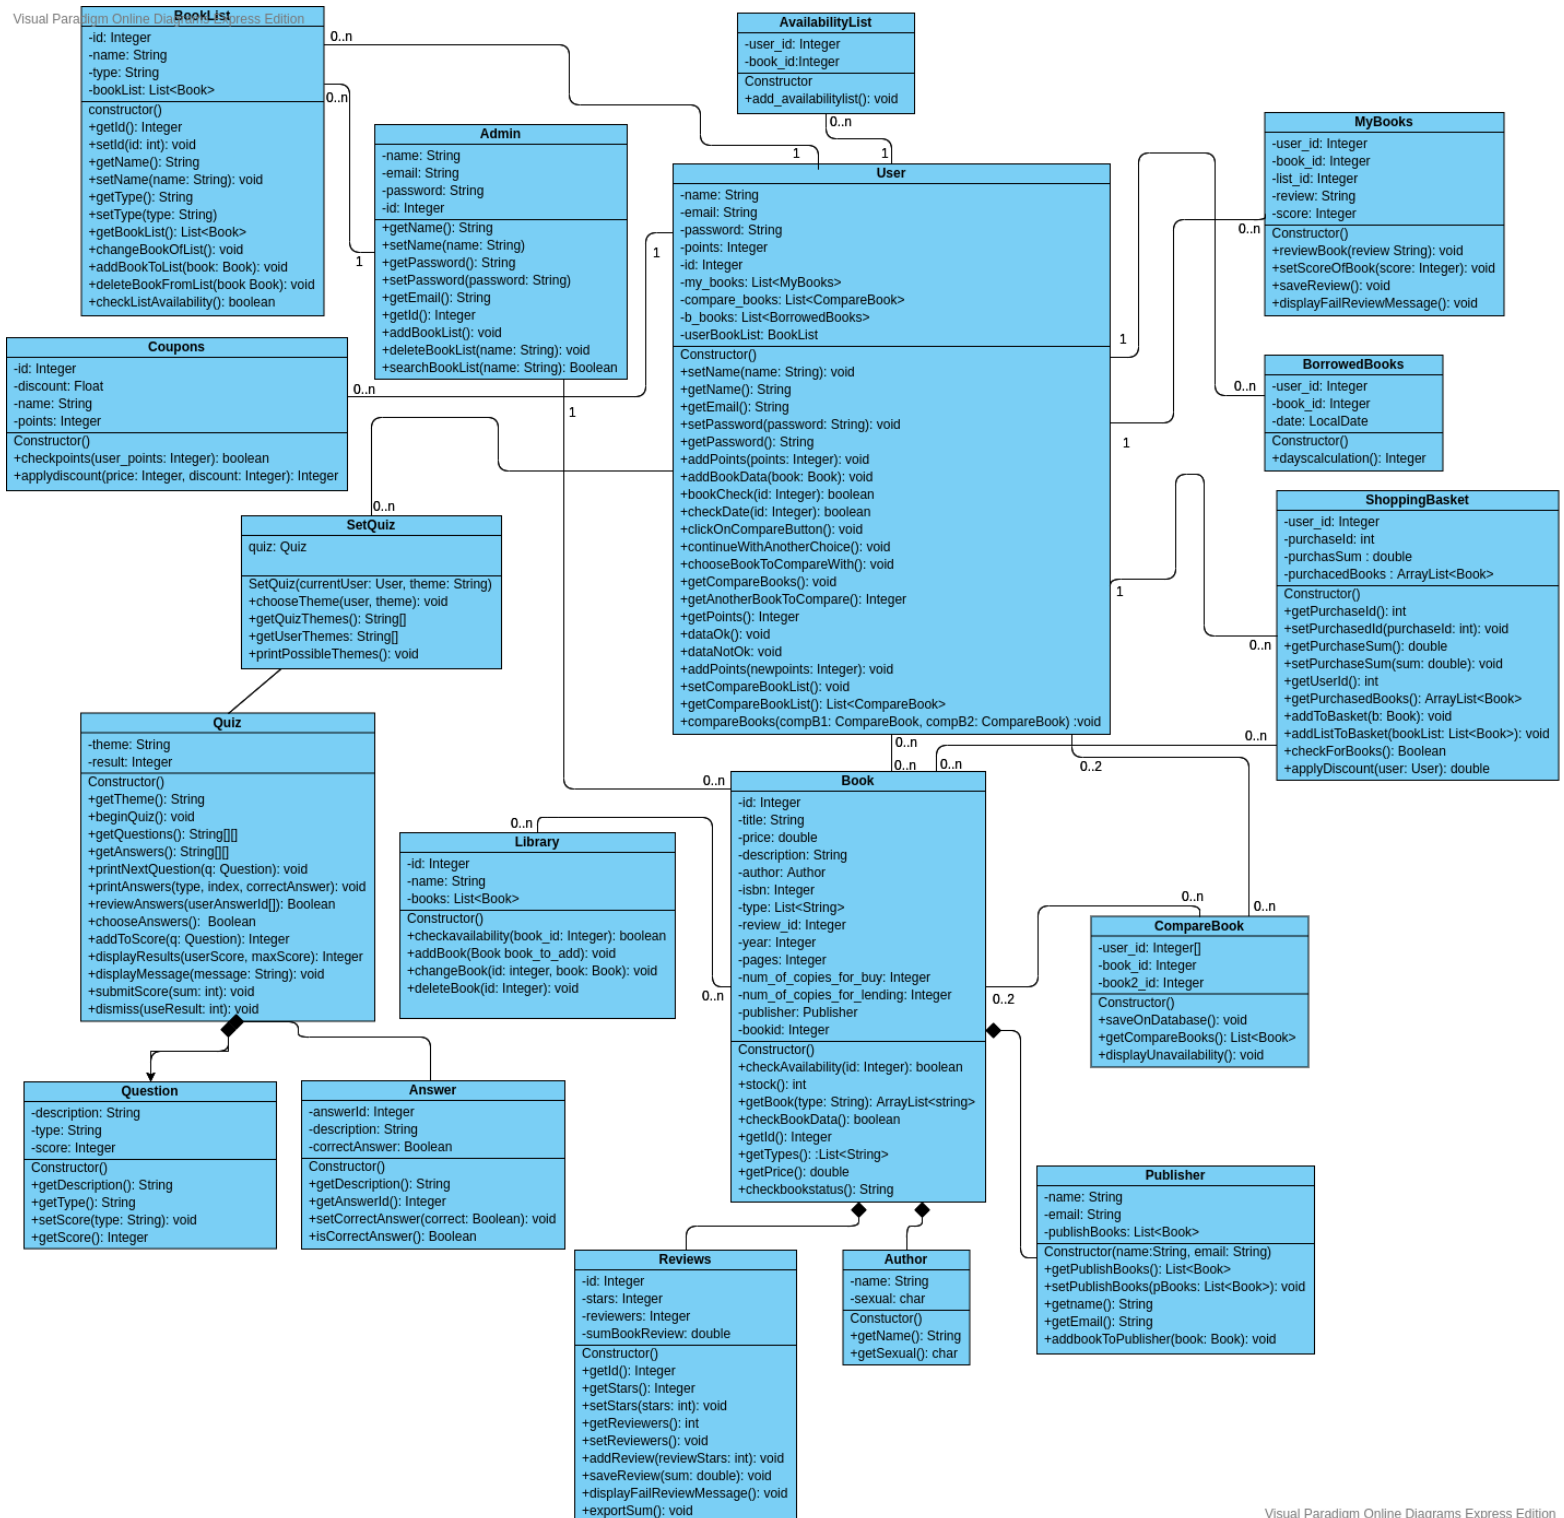 Visual Paradigm Online Diagrams Express Edition
BookList
-id: Integer
-name: String
-type: String
-bookList: List<Book>
constructor()
+getId(): Integer
+setId(id: int): void
+getName(): String
+setName(name: String): void
+getType(): String
+setType(type: String)
+getBookList(): List<Book>
+changeBookOfList(): void
+addBookToList(book: Book): void
+deleteBookFromList(book Book): void
+checkListAvailability(): boolean
0..n
0..n
1
1
AvailabilityList
-user_id: Integer
-book_id:Integer
Constructor
+add_availabilitylist(): void
0..n
1
Admin
-name: String
-email: String
-password: String
-id: Integer
+getName(): String
+setName(name: String)
+getPassword(): String
+setPassword(password: String)
+getEmail(): String
+getId(): Integer
+addBookList(): void
+deleteBookList(name: String): void
+searchBookList(name: String): Boolean
1
User
-name: String
-email: String
-password: String
-points: Integer
-id: Integer
-my_books: List<MyBooks>
-compare_books: List<CompareBook>
-b_books: List<BorrowedBooks>
-userBookList: BookList
Constructor()
+setName(name: String): void
+getName(): String
+getEmail(): String
+setPassword(password: String): void
+getPassword(): String
+addPoints(points: Integer): void
+addBookData(book: Book): void
+bookCheck(id: Integer): boolean
+checkDate(id: Integer): boolean
+clickOnCompareButton(): void
+continueWithAnotherChoice(): void
+chooseBookToCompareWith(): void
+getCompareBooks(): void
+getAnotherBookToCompare(): Integer
+getPoints(): Integer
+dataOk(): void
+dataNotOk: void
+addPoints(newpoints: Integer): void
+setCompareBookList(): void
+getCompareBookList(): List<CompareBook>
+compareBooks(compB1: CompareBook, compB2: CompareBook) :void
1
1
1
1
MyBooks
-user_id: Integer
-book_id: Integer
-list_id: Integer
-review: String
-score: Integer
Constructor()
+reviewBook(review String): void
+setScoreOfBook(score: Integer): void
+saveReview(): void
+displayFailReviewMessage(): void
0..n
BorrowedBooks
-user_id: Integer
-book_id: Integer
-date: LocalDate
Constructor()
+dayscalculation(): Integer
0..n
Coupons
-id: Integer
-discount: Float
-name: String
-points: Integer
Constructor()
+checkpoints(user_points: Integer): boolean
+applydiscount(price: Integer, discount: Integer): Integer
0..n
ShoppingBasket
-user_id: Integer
-purchaseId: int
-purchasSum : double
-purchacedBooks : ArrayList<Book>
Constructor()
+getPurchaseId(): int
+setPurchasedId(purchaseId: int): void
+getPurchaseSum(): double
+setPurchaseSum(sum: double): void
+getUserId(): int
+getPurchasedBooks(): ArrayList<Book>
+addToBasket(b: Book): void
+addListToBasket(bookList: List<Book>): void
+checkForBooks(): Boolean
+applyDiscount(user: User): double
0..n
0..n
0..n
SetQuiz
quiz: Quiz
SetQuiz(currentUser: User, theme: String)
+chooseTheme(user, theme): void
+getQuizThemes(): String[]
+getUserThemes: String[]
+printPossibleThemes(): void
Quiz
-theme: String
-result: Integer
Constructor()
+getTheme(): String
+beginQuiz(): void
+getQuestions(): String[][]
+getAnswers(): String[][]
+printNextQuestion(q: Question): void
+printAnswers(type, index, correctAnswer): void
+reviewAnswers(userAnswerId[]): Boolean
+chooseAnswers():  Boolean
+addToScore(q: Question): Integer
+displayResults(userScore, maxScore): Integer
+displayMessage(message: String): void
+submitScore(sum: int): void
+dismiss(useResult: int): void
0..n
0..n
0..n
0..n
0..2
Book
-id: Integer
-title: String
-price: double
-description: String
-author: Author
-isbn: Integer
-type: List<String>
-review_id: Integer
-year: Integer
-pages: Integer
-num_of_copies_for_buy: Integer
-num_of_copies_for_lending: Integer
-publisher: Publisher
-bookid: Integer
Constructor()
+checkAvailability(id: Integer): boolean
+stock(): int
+getBook(type: String): ArrayList<string>
+checkBookData(): boolean
+getId(): Integer
+getTypes(): :List<String>
+getPrice(): double
+checkbookstatus(): String
0..n
Library
-id: Integer
-name: String
-books: List<Book>
Constructor()
+checkavailability(book_id: Integer): boolean
+addBook(Book book_to_add): void
+changeBook(id: integer, book: Book): void
+deleteBook(id: Integer): void
0..n
0..n
0..n
0..2
CompareBook
-user_id: Integer[]
-book_id: Integer
-book2_id: Integer
Constructor()
+saveOnDatabase(): void
+getCompareBooks(): List<Book>
+displayUnavailability(): void
Question
-description: String
-type: String
-score: Integer
Constructor()
+getDescription(): String
+getType(): String
+setScore(type: String): void
+getScore(): Integer
Answer
-answerId: Integer
-description: String
-correctAnswer: Boolean
Constructor()
+getDescription(): String
+getAnswerId(): Integer
+setCorrectAnswer(correct: Boolean): void
+isCorrectAnswer(): Boolean
Publisher
-name: String
-email: String
-publishBooks: List<Book>
Constructor(name:String, email: String)
+getPublishBooks(): List<Book>
+setPublishBooks(pBooks: List<Book>): void
+getname(): String
+getEmail(): String
+addbookToPublisher(book: Book): void
Reviews
-id: Integer
-stars: Integer
-reviewers: Integer
-sumBookReview: double
Constructor()
+getId(): Integer
+getStars(): Integer
+setStars(stars: int): void
+getReviewers(): int
+setReviewers(): void
+addReview(reviewStars: int): void
+saveReview(sum: double): void
+displayFailReviewMessage(): void
+exportSum(): void
Author
-name: String
-sexual: char
Constuctor()
+getName(): String
+getSexual(): char
Visual Paradigm Online Diagrams Express Edition